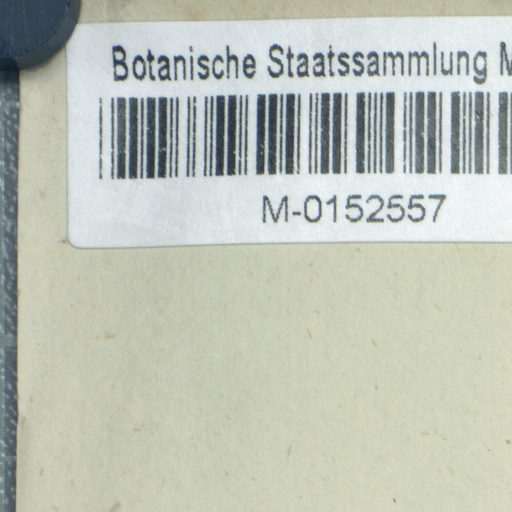 Botanische Staatssammlung M
M-0152557